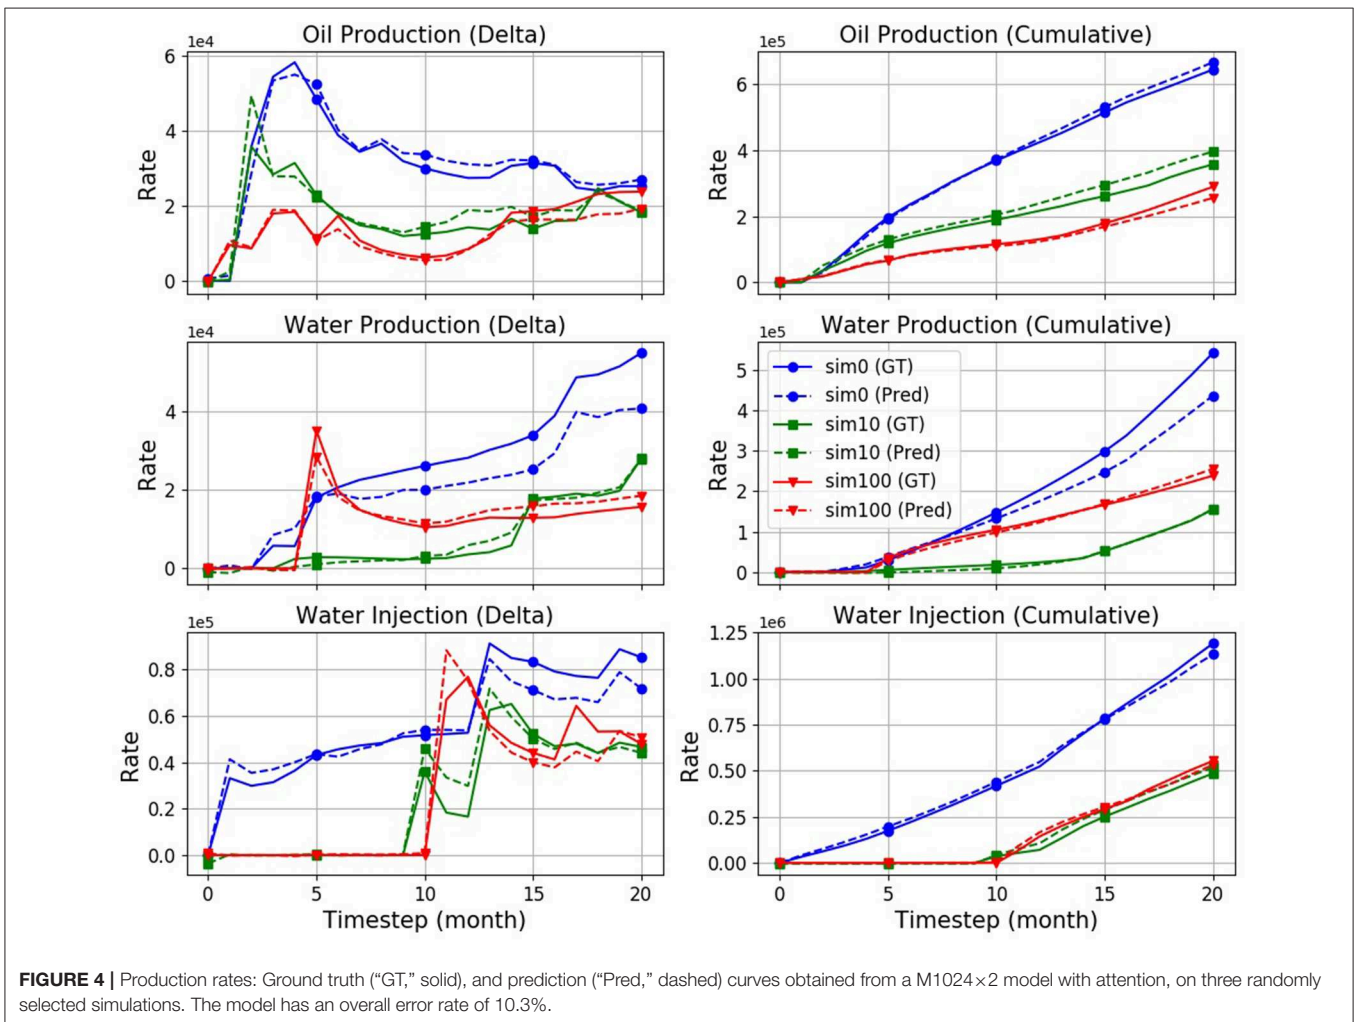 Oil Production (Delta)
1e4
6
4
2
0
Rate
Oil Production (Cumulative)
1e5
6
4
2
0
Rate
Water Production (Delta)
1e4
4
2
0
Rate
Water Production (Cumulative)
1e5
5
4
3
2
1
0
Rate
sim0 (GT)
sim0 (Pred)
sim10 (GT)
sim10 (Pred)
sim100 (GT)
sim100 (Pred)
Water Injection (Delta)
1e5
0.8
0.6
0.4
0.2
0.0
Rate
0 5 10 15 20
Timestep (month)
Water Injection (Cumulative)
1e6
1.25
1.00
0.75
0.50
0.25
0.00
Rate
0 5 10 15 20
Timestep (month)
FIGURE 4 | Production rates: Ground truth (“GT,” solid), and prediction (“Pred,” dashed) curves obtained from a M1024×2 model with attention, on three randomly
selected simulations. The model has an overall error rate of 10.3%.